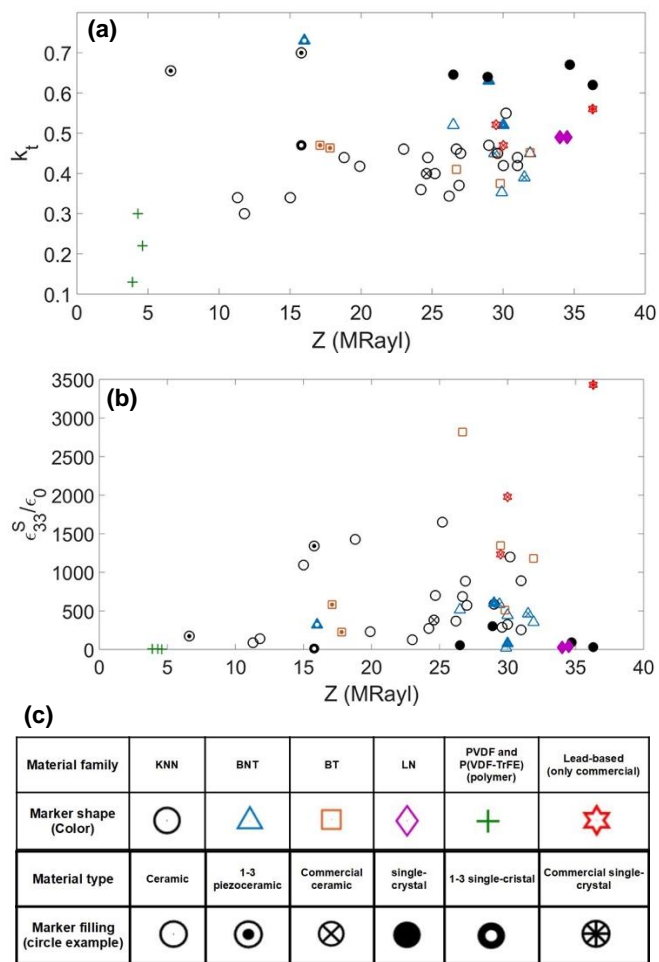 (a)
0.7
0.6
0.5
0.4
0.3
0.2
0.1
k_t
0 5 10 15 20 25 30 35 40
Z (MRayl)
(b)
3500
3000
2500
2000
1500
1000
500
0
ϵ^S_33/ϵ_0
0 5 10 15 20 25 30 35 40
Z (MRayl)
(c)
Material family KNN BNT BT LN PVDF and P(VDF-TrFE) (polymer) Lead-based (only commercial)
Marker shape (Color)
Material type Ceramic 1-3 piezoceramic Commercial ceramic single-crystal 1-3 single-cristal Commercial single-crystal
Marker filling (circle example)